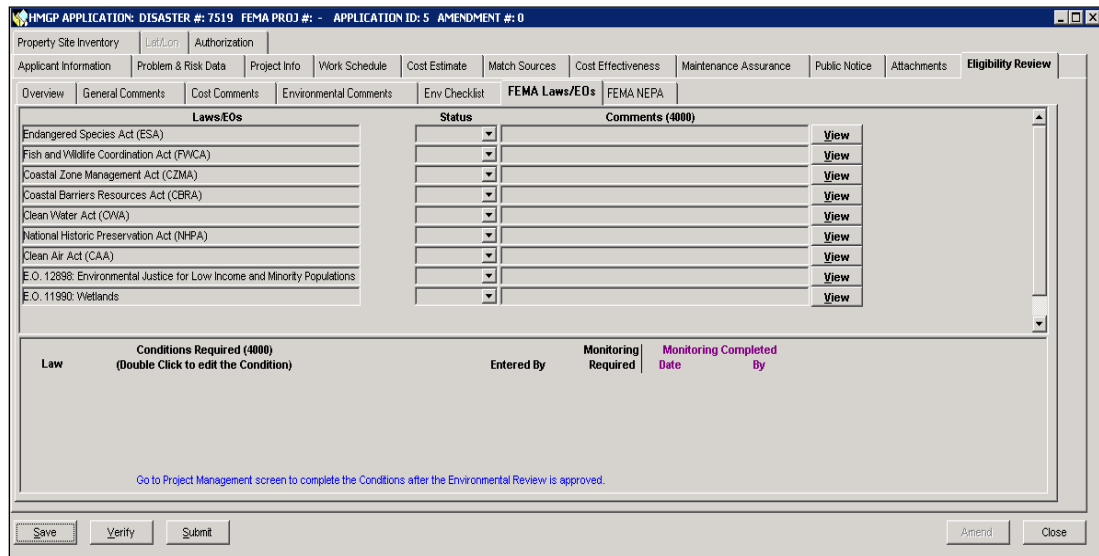 HMGP APPLICATION: DISASTER #: 7519 FEMA PROJ #: - APPLICATION ID: 5 AMENDMENT #: 0
Property Site Inventory Lat/Lon Authorization
Applicant Information Problem & Risk Data Project Info Work Schedule Cost Estimate Match Sources Cost Effectiveness Maintenance Assurance Public Notice Attachments Eligibility Review
Overview General Comments Cost Comments Environmental Comments Env Checklist FEMA Laws/EOs FEMA NEPA
Laws/EOs Status Comments (4000)
Endangered Species Act (ESA) View
Fish and Wildlife Coordination Act (FWCA) View
Coastal Zone Management Act (CZMA) View
Coastal Barriers Resources Act (CBRA) View
Clean Water Act (CWA) View
National Historic Preservation Act (NHPA) View
Clean Air Act (CAA) View
E.O. 12898: Environmental Justice for Low Income and Minority Populations View
E.O. 11990: Wetlands View
Conditions Required (4000) Monitoring Monitoring Completed
Law (Double Click to edit the Condition) Entered By Required Date By
Go to Project Management screen to complete the Conditions after the Environmental Review is approved.
Save Verify Submit Amend Close